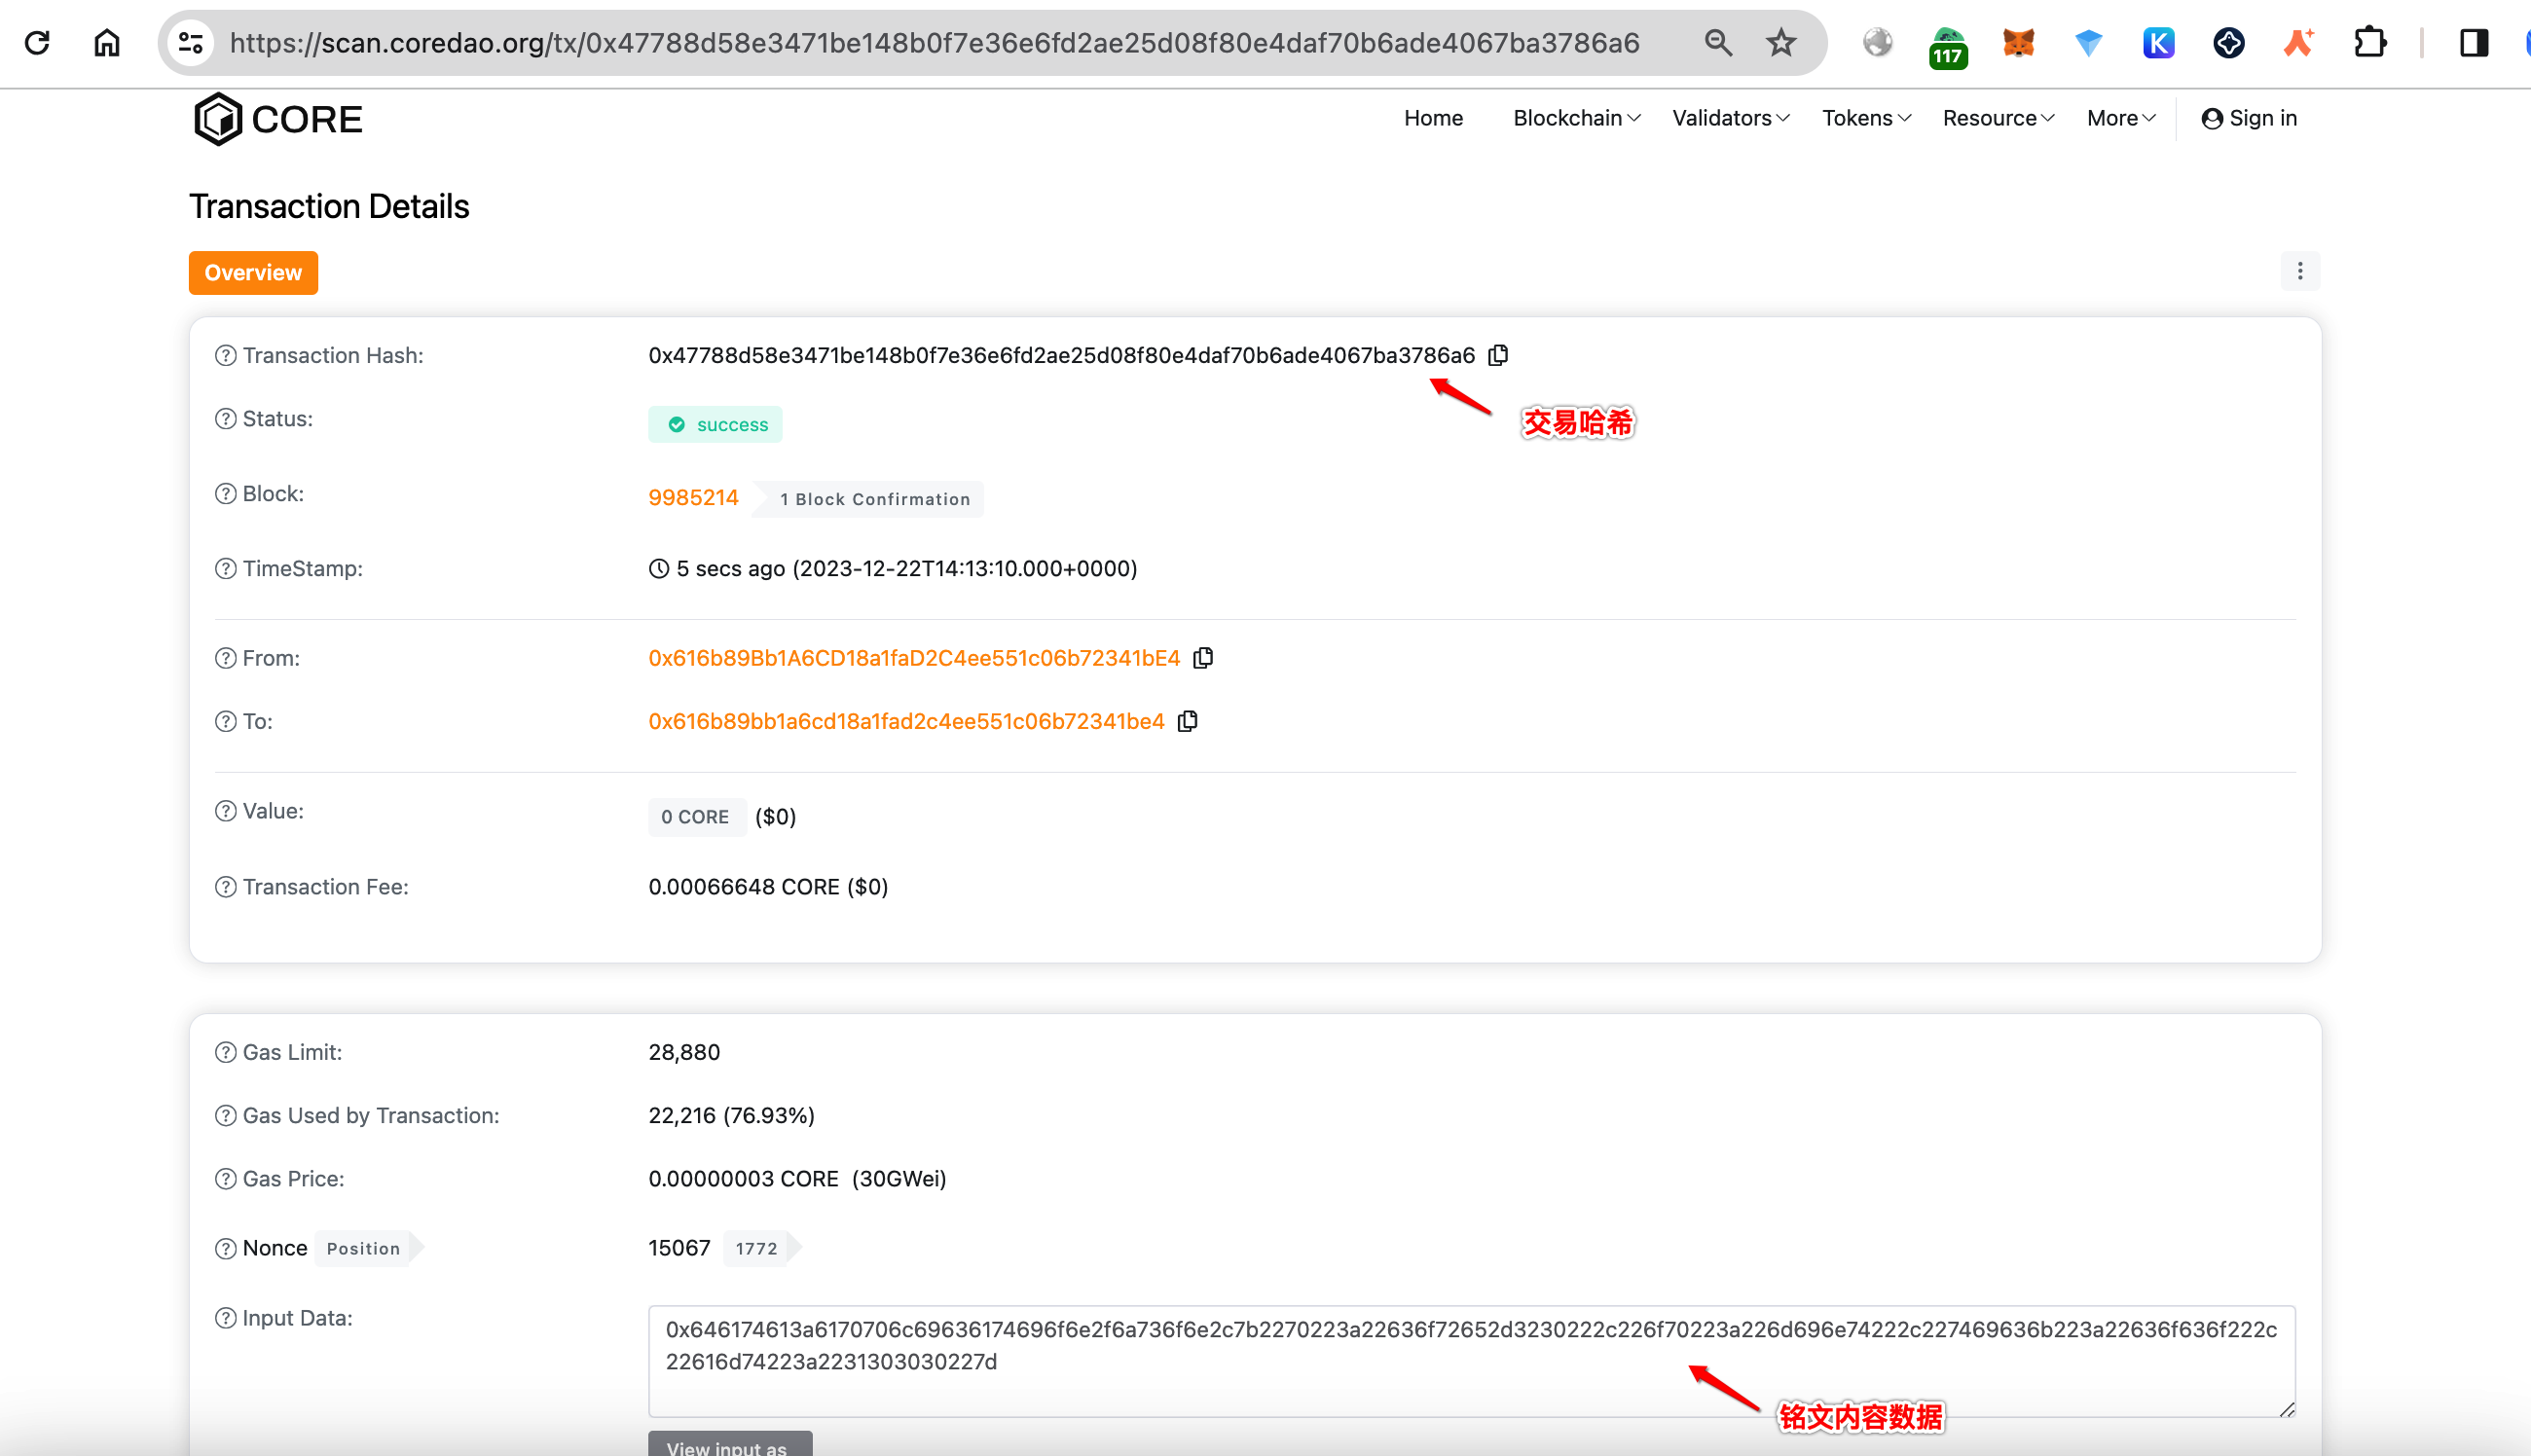 https://scan.coredao.org/tx/0x47788d58e3471be148b0f7e36e6fd2ae25d08f80e4daf70b6ade4067ba3786a6
117
K
CORE
Home Blockchain Validators Tokens Resource More Sign in
Transaction Details
Overview
Transaction Hash: 0x47788d58e3471be148b0f7e36e6fd2ae25d08f80e4daf70b6ade4067ba3786a6
交易哈希
Status: success
Block: 9985214 1 Block Confirmation
TimeStamp: 5 secs ago (2023-12-22T14:13:10.000+0000)
From: 0x616b89Bb1A6CD18a1faD2C4ee551c06b72341bE4
To: 0x616b89bb1a6cd18a1fad2c4ee551c06b72341be4
Value: 0 CORE ($0)
Transaction Fee: 0.00066648 CORE ($0)
Gas Limit: 28,880
Gas Used by Transaction: 22,216 (76.93%)
Gas Price: 0.00000003 CORE (30GWei)
Nonce Position 15067 1772
Input Data: 0x646174613a6170706c69636174696f6e2f6a736f6e2c7b2270223a22636f72652d3230222c226f70223a226d696e74222c227469636b223a22636f636f222c
22616d74223a2231303030227d
铭文内容数据
View input as